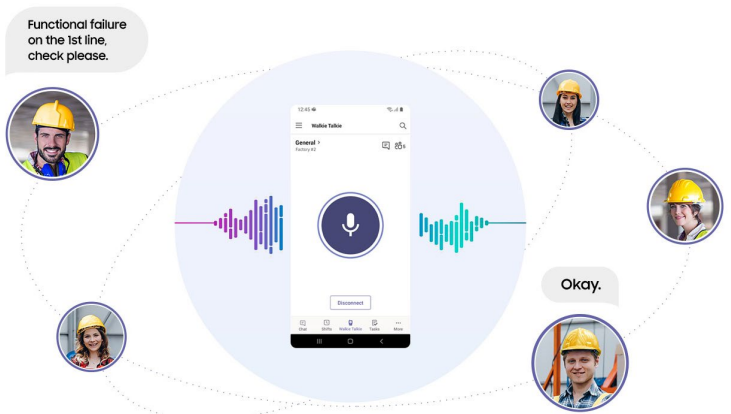 Functional failure
on the 1st line,
check please.
12:45
Walkie Talkie
General >
Factory #2
5
Disconnect
Chat
Shifts
Walkie Talkie
Tasks
More
Okay.